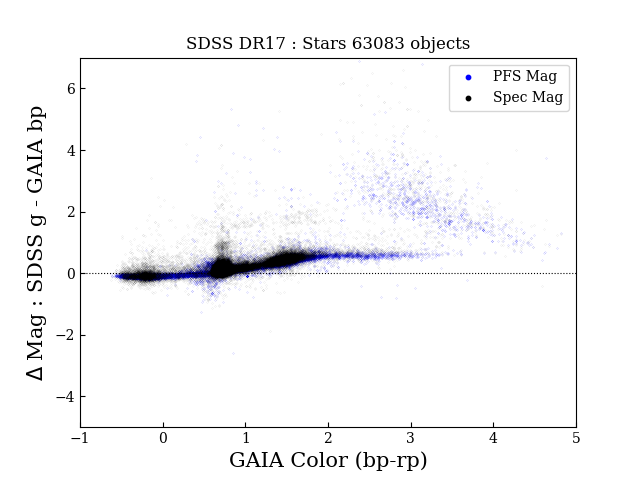 SDSS DR17 : Stars 63083 objects
PFS Mag
Spec Mag
6
4
2
0
−2
−4
Δ Mag : SDSS g - GAIA bp
−1
0
1
2
3
4
5
GAIA Color (bp-rp)